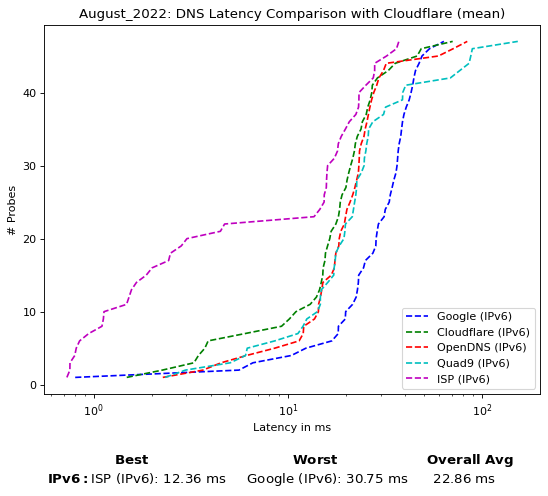 August_2022: DNS Latency Comparison with Cloudflare (mean)
# Probes
40
30
20
10
0
10⁰
10¹
10²
Latency in ms
Google (IPv6)
Cloudflare (IPv6)
OpenDNS (IPv6)
Quad9 (IPv6)
ISP (IPv6)
Best Worst Overall Avg
IPv6: ISP (IPv6): 12.36 ms Google (IPv6): 30.75 ms 22.86 ms